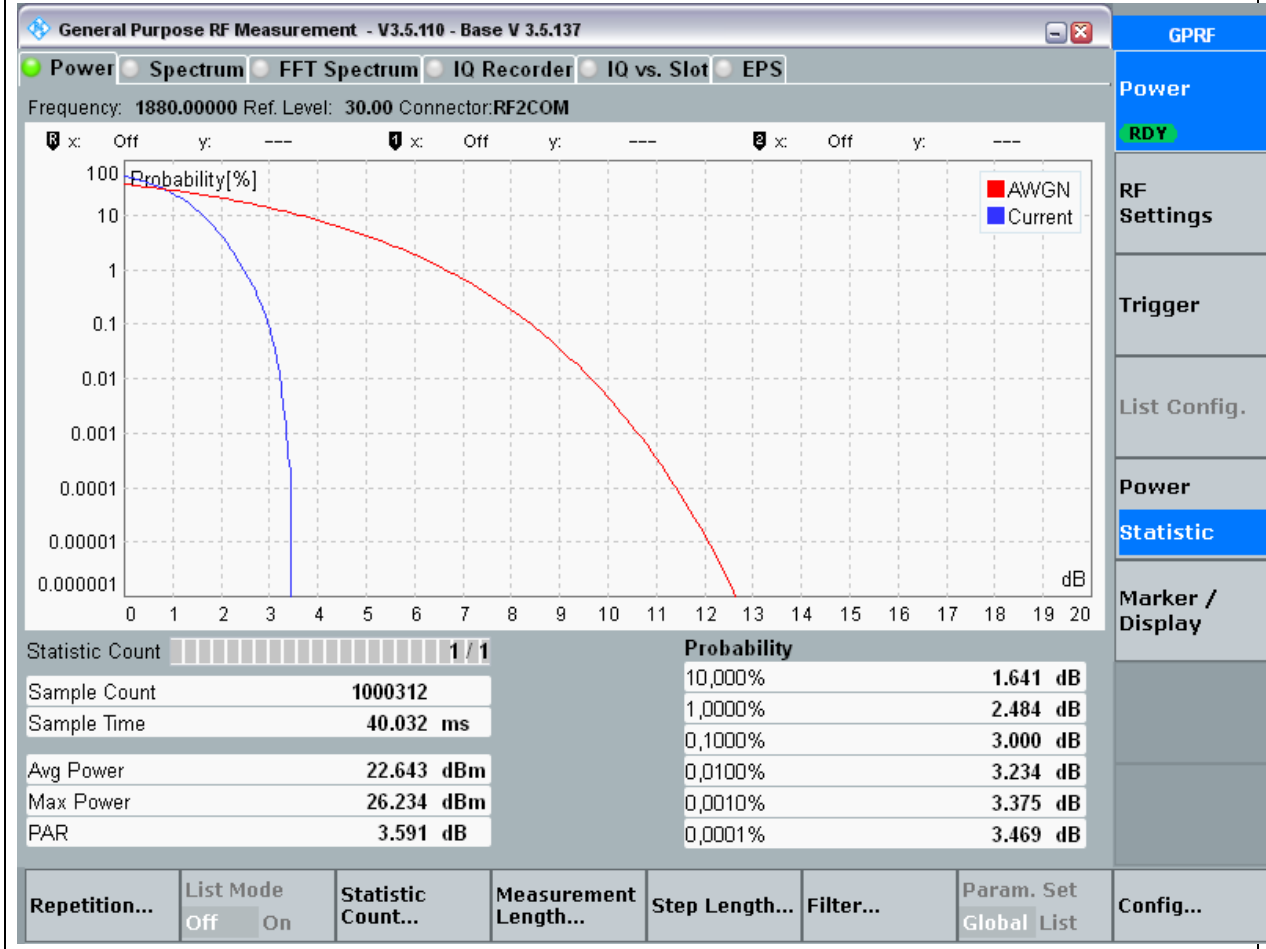 General Purpose RF Measurement - V3.5.110 - Base V 3.5.137
GPRF
Power Spectrum FFT Spectrum IQ Recorder IQ vs. Slot EPS
Frequency: 1880.00000 Ref. Level: 30.00 Connector:RF2COM
R x: Off y: --- 1 x: Off y: --- 2 x: Off y: ---
Probability[%]
AWGN
Current
100
10
1
0.1
0.01
0.001
0.0001
0.00001
0.000001
dB
0 1 2 3 4 5 6 7 8 9 10 11 12 13 14 15 16 17 18 19 20
Statistic Count 1 / 1
Sample Count 1000312
Sample Time 40.032 ms
Avg Power 22.643 dBm
Max Power 26.234 dBm
PAR 3.591 dB
Probability
10,000% 1.641 dB
1,0000% 2.484 dB
0,1000% 3.000 dB
0,0100% 3.234 dB
0,0010% 3.375 dB
0,0001% 3.469 dB
Power
RDY
RF
Settings
Trigger
List Config.
Power
Statistic
Marker /
Display
Repetition...
List Mode
Off On
Statistic
Count...
Measurement
Length...
Step Length...
Filter...
Param. Set
Global List
Config...